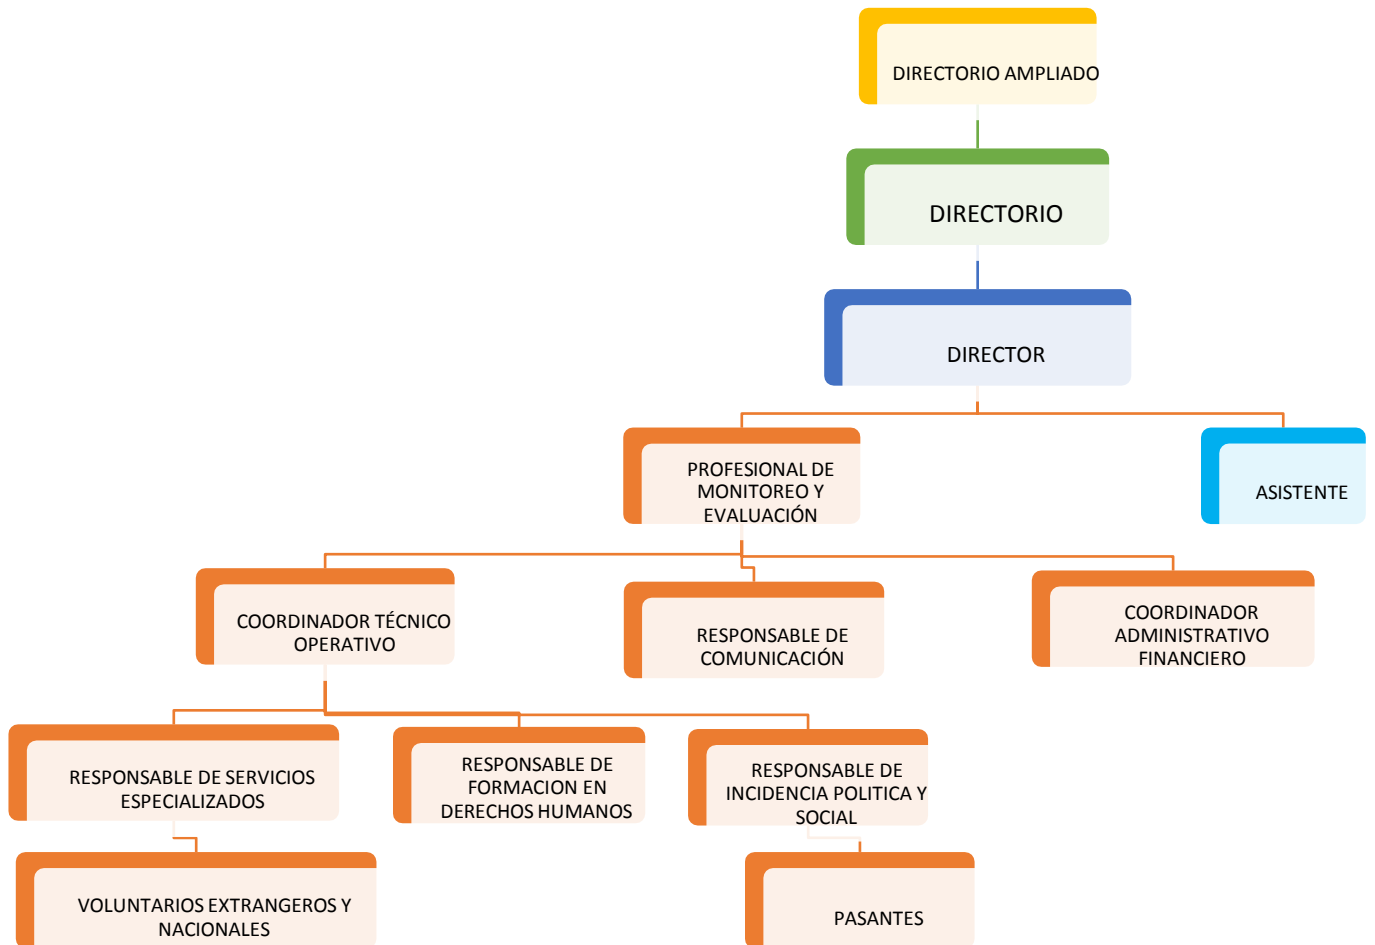 DIRECTORIO AMPLIADO
DIRECTORIO
DIRECTOR
PROFESIONAL DE
MONITOREO Y
EVALUACIÓN
ASISTENTE
COORDINADOR TÉCNICO
OPERATIVO
RESPONSABLE DE
COMUNICACIÓN
COORDINADOR
ADMINISTRATIVO
FINANCIERO
RESPONSABLE DE SERVICIOS
ESPECIALIZADOS
RESPONSABLE DE
FORMACION EN
DERECHOS HUMANOS
RESPONSABLE DE
INCIDENCIA POLITICA Y
SOCIAL
VOLUNTARIOS EXTRANGEROS Y
NACIONALES
PASANTES